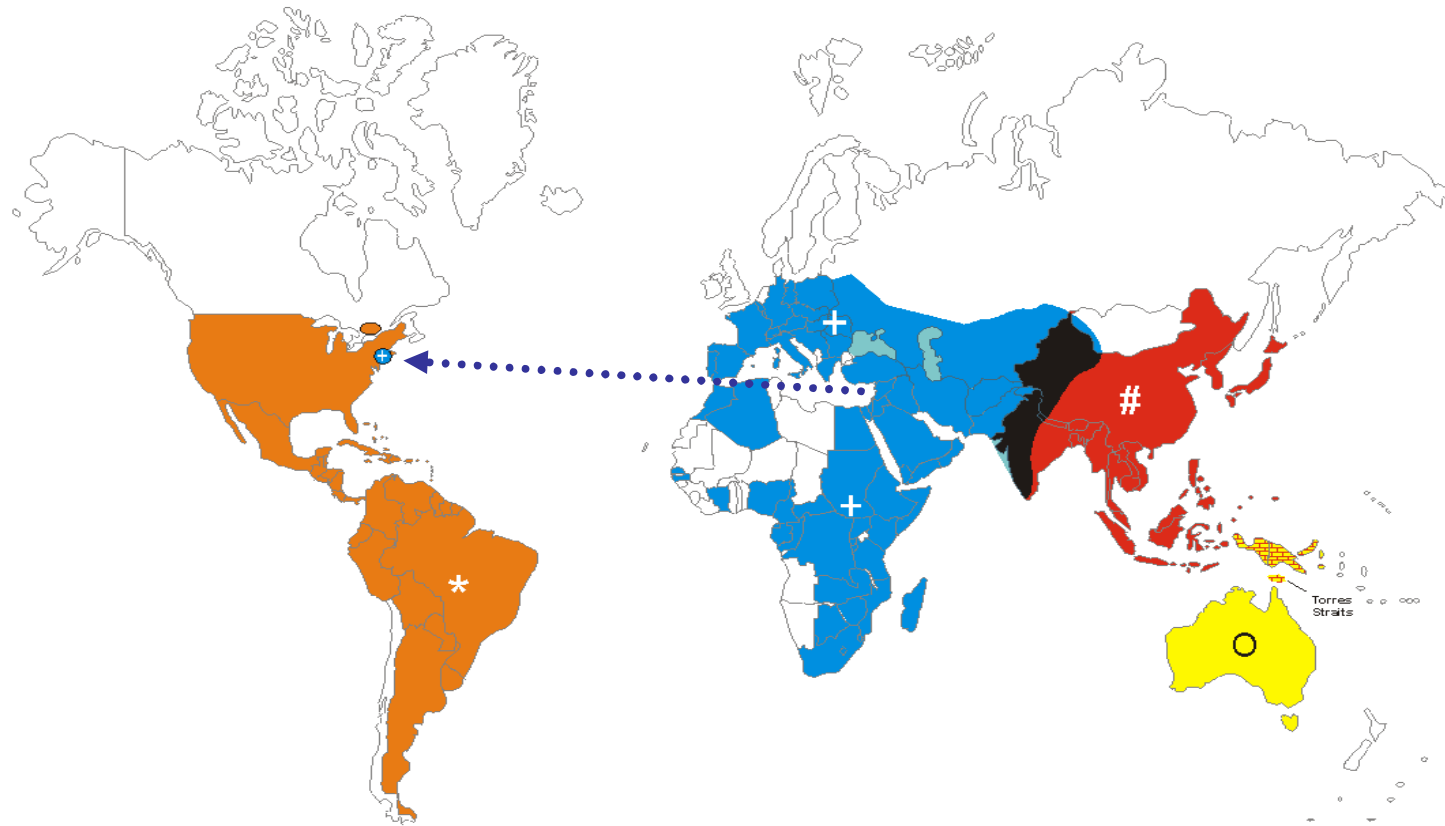 +
+
#
*
+
Torres
Straits
O